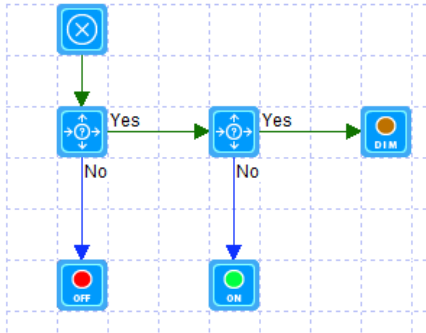 Yes
Yes
DIM
No
No
OFF
ON